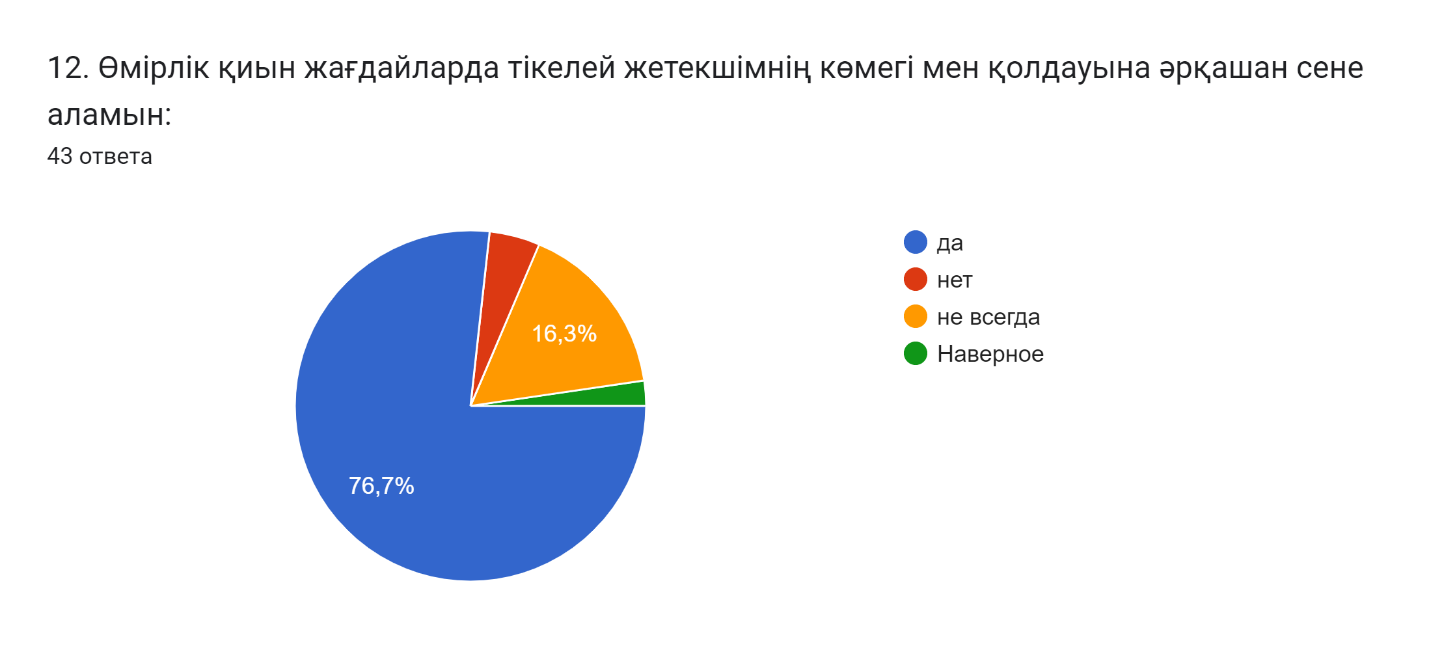 12. Өмірлік қиын жағдайларда тікелей жетекшімнің көмегі мен қолдауына әрқашан сене
аламын:
43 ответа
да
нет
не всегда
Наверное
16,3%
76,7%